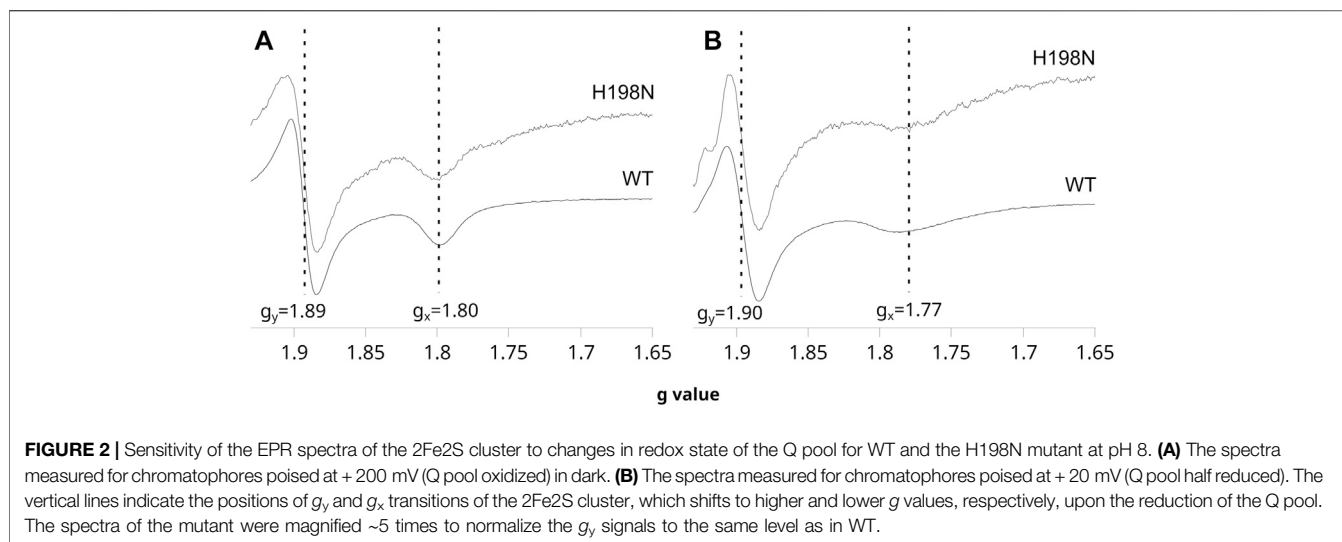 A
B
H198N
H198N
WT
WT
gy=1.89
gx=1.80
gy=1.90
gx=1.77
1.9 1.85 1.8 1.75 1.7 1.65
1.9 1.85 1.8 1.75 1.7 1.65
g value
FIGURE 2 | Sensitivity of the EPR spectra of the 2Fe2S cluster to changes in redox state of the Q pool for WT and the H198N mutant at pH 8. (A) The spectra
measured for chromatophores poised at + 200 mV (Q pool oxidized) in dark. (B) The spectra measured for chromatophores poised at + 20 mV (Q pool half reduced). The
vertical lines indicate the positions of gy and gx transitions of the 2Fe2S cluster, which shifts to higher and lower g values, respectively, upon the reduction of the Q pool.
The spectra of the mutant were magnified ~5 times to normalize the gy signals to the same level as in WT.